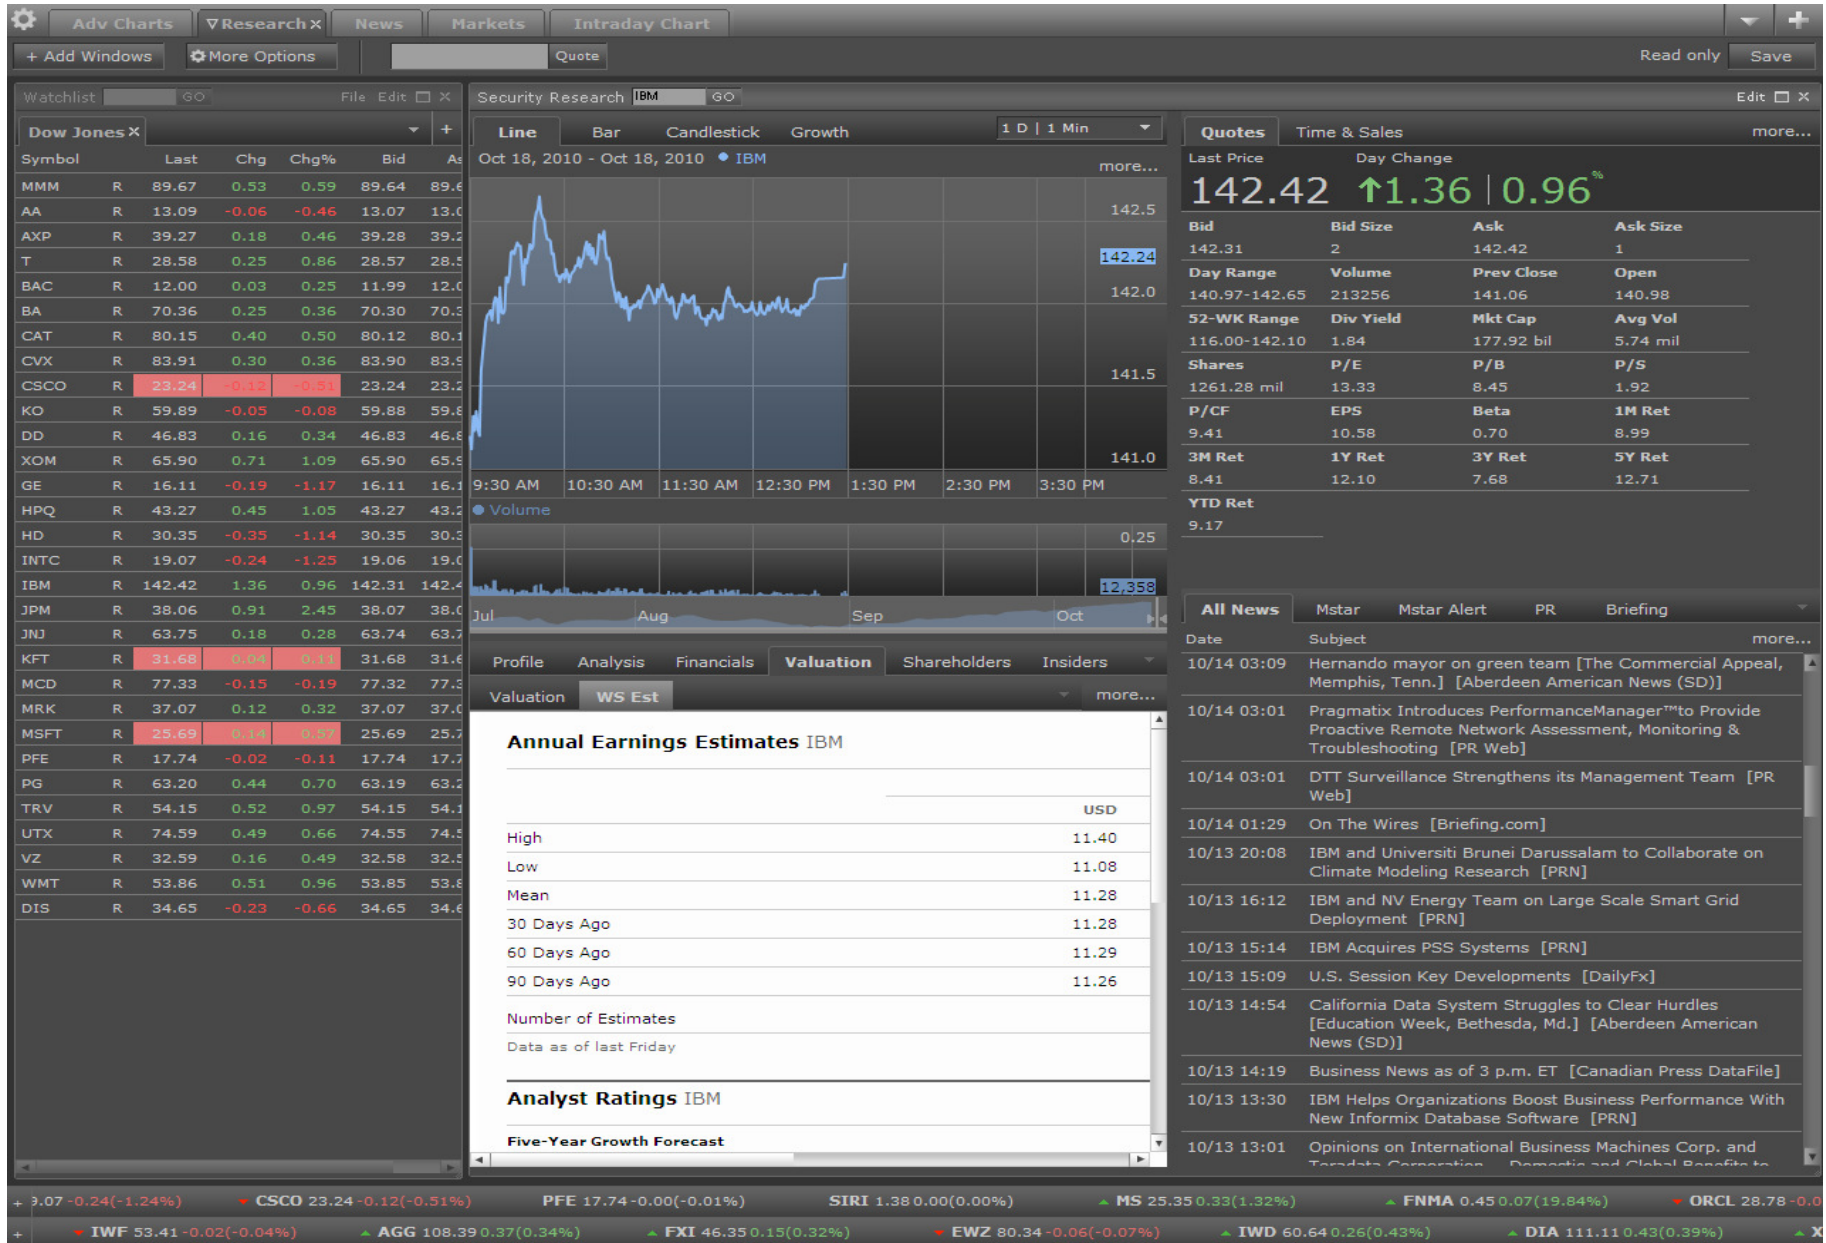 Adv Charts Research × News Markets Intraday Chart
+ Add Windows More Options Quote Read only Save
Watchlist GO File Edit
Dow Jones ×
Symbol Last Chg Chg% Bid
MMM R 89.67 0.53 0.59 89.64
AA R 13.09 -0.06 -0.46 13.07
AXP R 39.27 0.18 0.46 39.28
T R 28.58 0.25 0.86 28.57
BAC R 12.00 0.03 0.25 11.99
BA R 70.36 0.25 0.36 70.30
CAT R 80.15 0.40 0.50 80.12
CVX R 83.91 0.30 0.36 83.90
CSCO R 23.24 -0.12 -0.51 23.24
KO R 59.89 -0.05 -0.08 59.88
DD R 46.83 0.16 0.34 46.83
XOM R 65.90 0.71 1.09 65.90
GE R 16.11 -0.19 -1.17 16.11
HPQ R 43.27 0.45 1.05 43.27
HD R 30.35 -0.35 -1.14 30.35
INTC R 19.07 -0.24 -1.25 19.06
IBM R 142.42 1.36 0.96 142.31
JPM R 38.06 0.91 2.45 38.07
JNJ R 63.75 0.18 0.28 63.74
KFT R 31.68 0.04 0.11 31.68
MCD R 77.33 -0.15 -0.19 77.32
MRK R 37.07 0.12 0.32 37.07
MSFT R 25.69 0.14 0.57 25.69
PFE R 17.74 -0.02 -0.11 17.74
PG R 63.20 0.44 0.70 63.19
TRV R 54.15 0.52 0.97 54.15
UTX R 74.59 0.49 0.66 74.55
VZ R 32.59 0.16 0.49 32.58
WMT R 53.86 0.51 0.96 53.85
DIS R 34.65 -0.23 -0.66 34.65
Security Research IBM GO Edit
Line Bar Candlestick Growth 1 D | 1 Min
Oct 18, 2010 - Oct 18, 2010 IBM
more...
142.5
142.24
142.0
141.5
141.0
9:30 AM 10:30 AM 11:30 AM 12:30 PM 1:30 PM 2:30 PM 3:30 PM
Volume
0.25
12,358
Jul Aug Sep Oct
Profile Analysis Financials Valuation Shareholders Insiders
Valuation WS Est more...
Annual Earnings Estimates IBM
USD
High 11.40
Low 11.08
Mean 11.28
30 Days Ago 11.28
60 Days Ago 11.29
90 Days Ago 11.26
Number of Estimates
Data as of last Friday
Analyst Ratings IBM
Five-Year Growth Forecast
Quotes Time & Sales more...
Last Price Day Change
142.42 1.36 | 0.96%
Bid Bid Size Ask Ask Size
142.31 2 142.42 1
Day Range Volume Prev Close Open
140.97-142.65 213256 141.06 140.98
52-WK Range Div Yield Mkt Cap Avg Vol
116.00-142.10 1.84 177.92 bil 5.74 mil
Shares P/E P/B P/S
1261.28 mil 13.33 8.45 1.92
P/CF EPS Beta 1M Ret
9.41 10.58 0.70 8.99
3M Ret 1Y Ret 3Y Ret 5Y Ret
8.41 12.10 7.68 12.71
YTD Ret
9.17
All News Mstar Mstar Alert PR Briefing
Date Subject more...
10/14 03:09 Hernando mayor on green team [The Commercial Appeal,
Memphis, Tenn.] [Aberdeen American News (SD)]
10/14 03:01 Pragmatix Introduces PerformanceManager™to Provide
Proactive Remote Network Assessment, Monitoring &
Troubleshooting [PR Web]
10/14 03:01 DTT Surveillance Strengthens its Management Team [PR
Web]
10/14 01:29 On The Wires [Briefing.com]
10/13 20:08 IBM and Universiti Brunei Darussalam to Collaborate on
Climate Modeling Research [PRN]
10/13 16:12 IBM and NV Energy Team on Large Scale Smart Grid
Deployment [PRN]
10/13 15:14 IBM Acquires PSS Systems [PRN]
10/13 15:09 U.S. Session Key Developments [DailyFx]
10/13 14:54 California Data System Struggles to Clear Hurdles
[Education Week, Bethesda, Md.] [Aberdeen American
News (SD)]
10/13 14:19 Business News as of 3 p.m. ET [Canadian Press DataFile]
10/13 13:30 IBM Helps Organizations Boost Business Performance With
New Informix Database Software [PRN]
10/13 13:01 Opinions on International Business Machines Corp. and
Teradata Corporation Domestic and Global Benefits to
9.07 -0.24(-1.24%) CSCO 23.24 -0.12(-0.51%) PFE 17.74 -0.00(-0.01%) SIRI 1.38 0.00(0.00%) MS 25.35 0.33(1.32%) FNMA 0.45 0.07(19.84%) ORCL 28.78 -0.0
IWF 53.41 -0.02(-0.04%) AGG 108.39 0.37(0.34%) FXI 46.35 0.15(0.32%) EWZ 80.34 -0.06(-0.07%) IWD 60.64 0.26(0.43%) DIA 111.11 0.43(0.39%) X